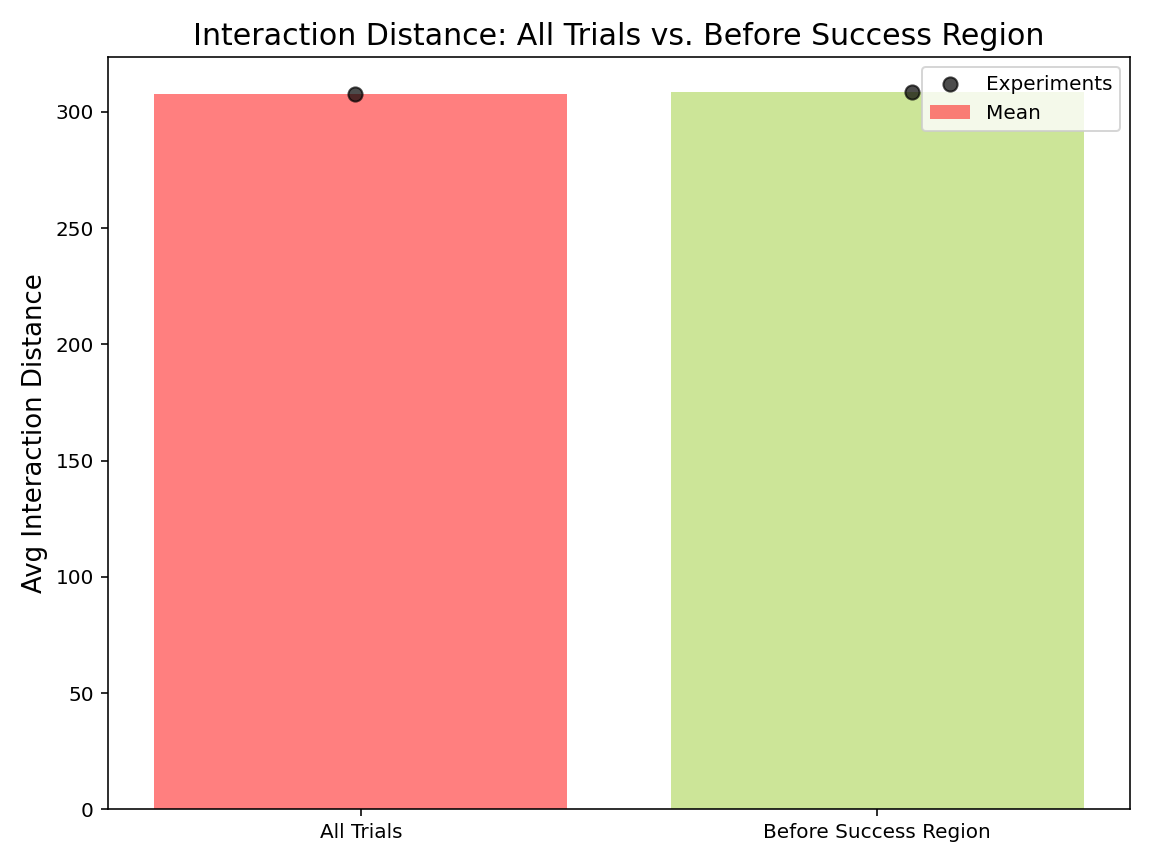 Interaction Distance: All Trials vs. Before Success Region
Experiments
Mean
Avg Interaction Distance
300
250
200
150
100
50
0
All Trials
Before Success Region